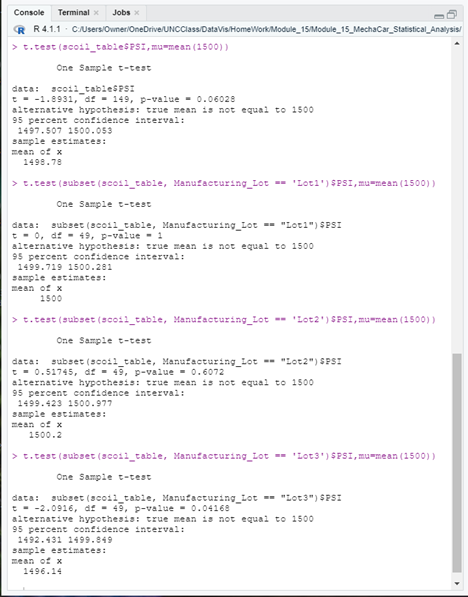 Console Terminal × Jobs ×
R 4.1.1 · C:/Users/Owner/OneDrive/UNCClass/DataVis/HomeWork/Module_15/Module_15_MechaCar_Statistical_Analysis/
> t.test(scoil_table$PSI,mu=mean(1500))
One Sample t-test
data: scoil_table$PSI
t = -1.8931, df = 149, p-value = 0.06028
alternative hypothesis: true mean is not equal to 1500
95 percent confidence interval:
1497.507 1500.053
sample estimates:
mean of x
1498.78
> t.test(subset(scoil_table, Manufacturing_Lot == 'Lot1')$PSI,mu=mean(1500))
One Sample t-test
data: subset(scoil_table, Manufacturing_Lot == "Lot1")$PSI
t = 0, df = 49, p-value = 1
alternative hypothesis: true mean is not equal to 1500
95 percent confidence interval:
1499.719 1500.281
sample estimates:
mean of x
1500
> t.test(subset(scoil_table, Manufacturing_Lot == 'Lot2')$PSI,mu=mean(1500))
One Sample t-test
data: subset(scoil_table, Manufacturing_Lot == "Lot2")$PSI
t = 0.51745, df = 49, p-value = 0.6072
alternative hypothesis: true mean is not equal to 1500
95 percent confidence interval:
1499.423 1500.977
sample estimates:
mean of x
1500.2
> t.test(subset(scoil_table, Manufacturing_Lot == 'Lot3')$PSI,mu=mean(1500))
One Sample t-test
data: subset(scoil_table, Manufacturing_Lot == "Lot3")$PSI
t = -2.0916, df = 49, p-value = 0.04168
alternative hypothesis: true mean is not equal to 1500
95 percent confidence interval:
1492.431 1499.849
sample estimates:
mean of x
1496.14